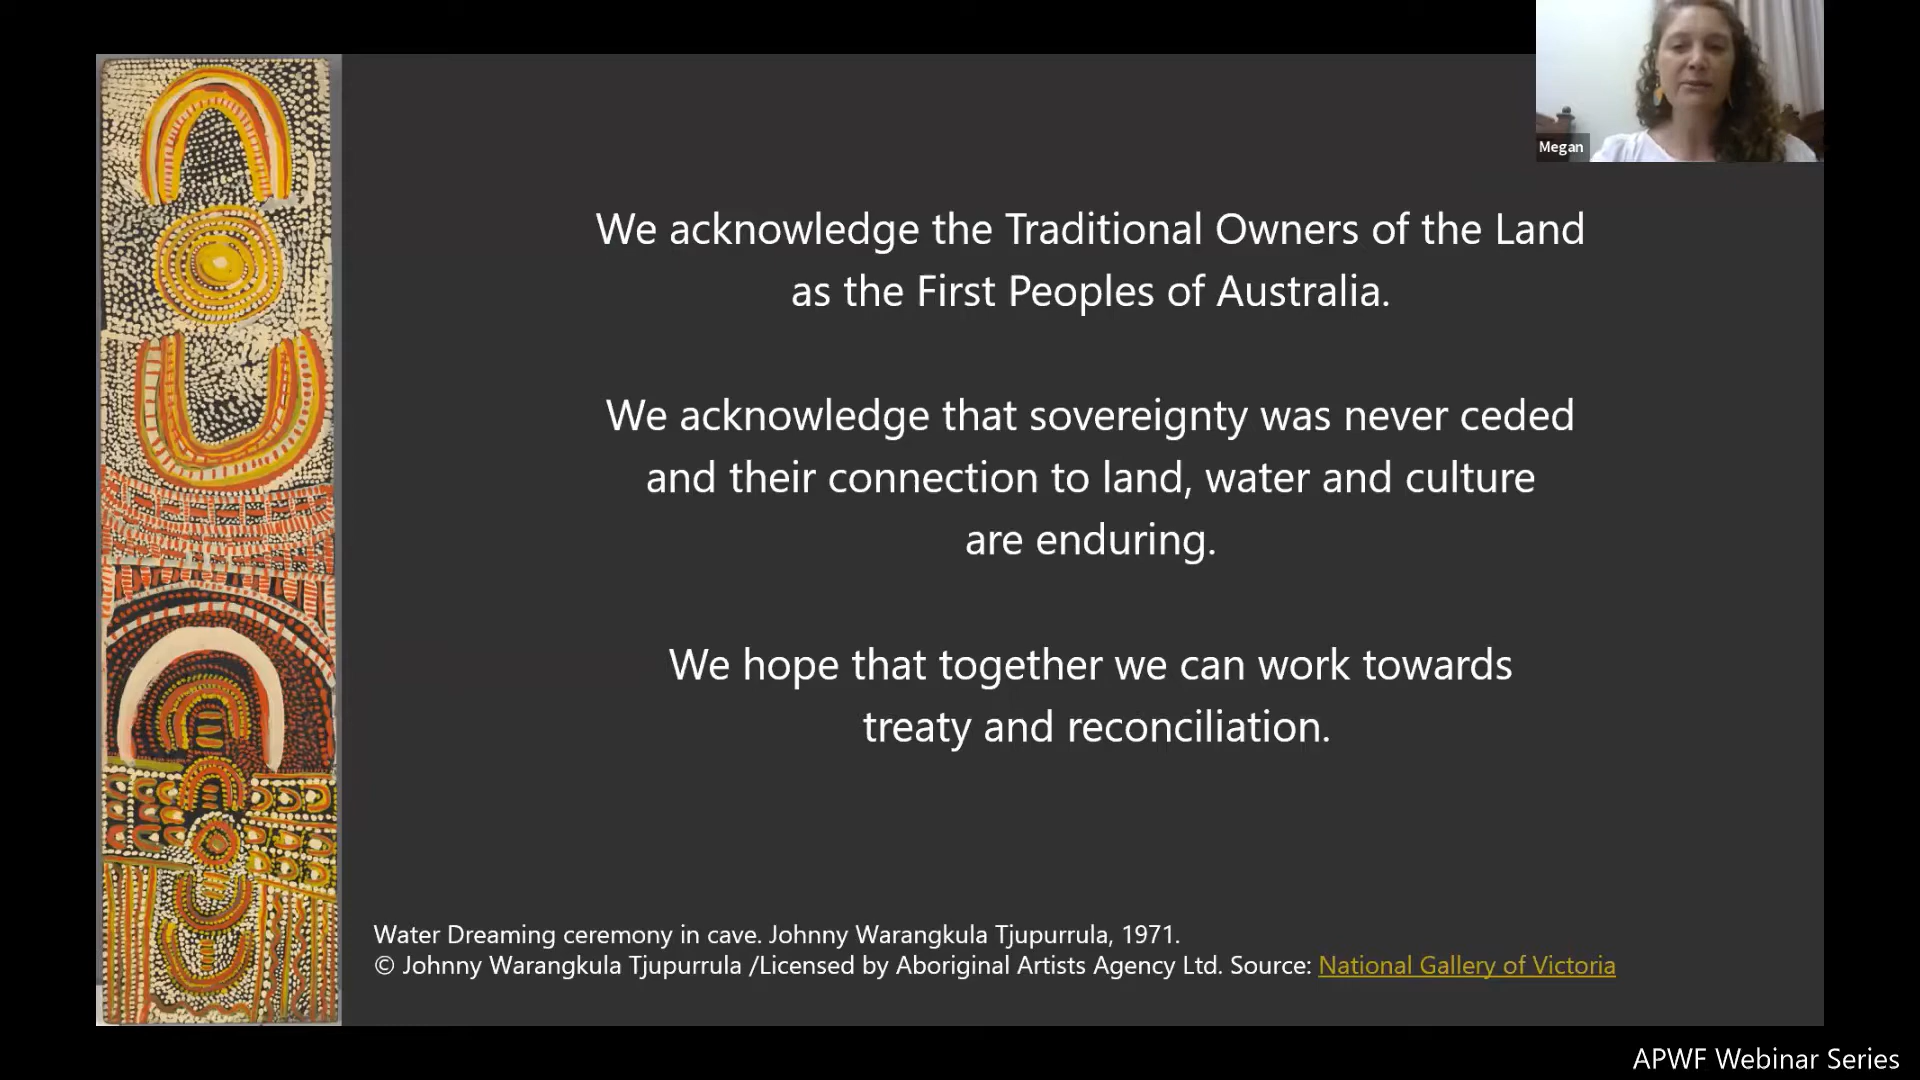 Megan
We acknowledge the Traditional Owners of the Land
as the First Peoples of Australia.
We acknowledge that sovereignty was never ceded
and their connection to land, water and culture
are enduring.
We hope that together we can work towards
treaty and reconciliation.
Water Dreaming ceremony in cave. Johnny Warangkula Tjupurrula, 1971.
© Johnny Warangkula Tjupurrula /Licensed by Aboriginal Artists Agency Ltd. Source: National Gallery of Victoria
APWF Webinar Series